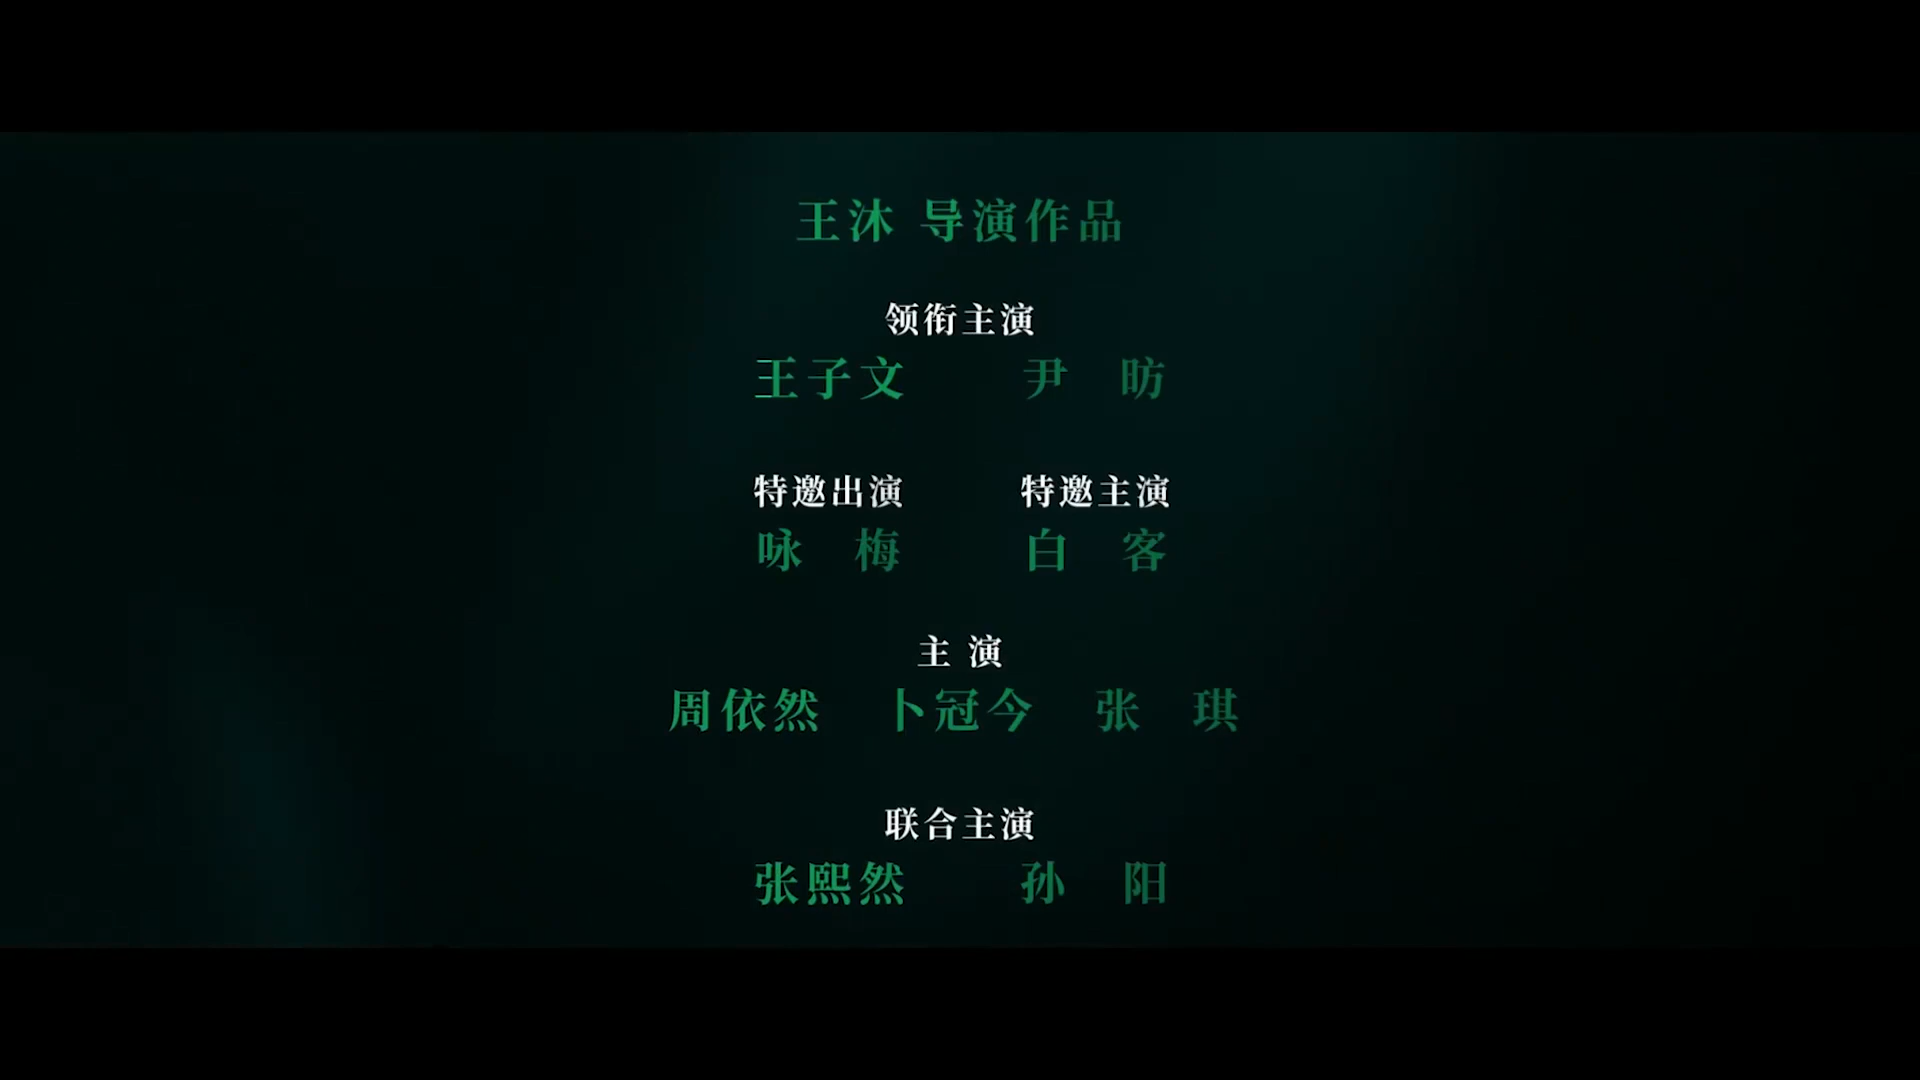 王沐 导演作品
领衔主演
王子文 尹 昉
特邀出演 特邀主演
咏 梅 白 客
主 演
周依然 卜冠今 张 琪
联合主演
张熙然 孙 阳